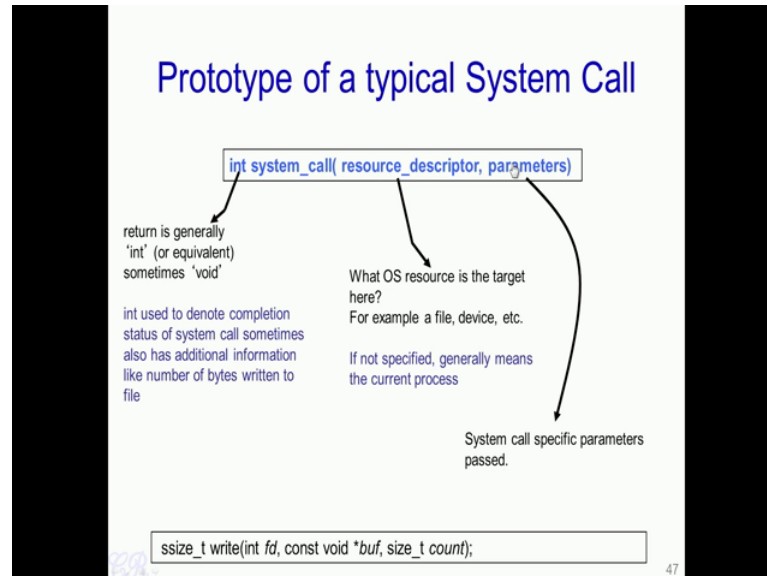 Prototype of a typical System Call
int system_call( resource_descriptor, parameters)
return is generally
‘int’ (or equivalent)
sometimes ‘void’
int used to denote completion
status of system call sometimes
also has additional information
like number of bytes written to
file
What OS resource is the target
here?
For example a file, device, etc.
If not specified, generally means
the current process
System call specific parameters
passed.
ssize_t write(int fd, const void *buf, size_t count);
47